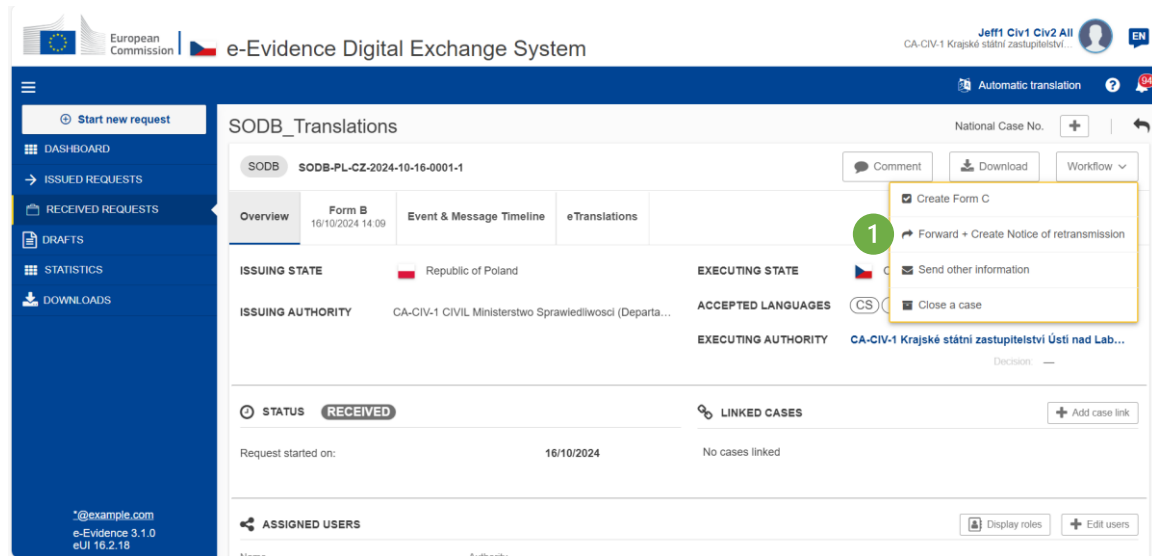 European
Commission
e-Evidence Digital Exchange System
Jeff1 Civ1 Civ2 All
CA-CIV-1 Krajské státní zastupitelství...
EN
Automatic translation
?
94
Start new request
SODB_Translations
National Case No.
DASHBOARD
ISSUED REQUESTS
RECEIVED REQUESTS
DRAFTS
STATISTICS
DOWNLOADS
SODB SODB-PL-CZ-2024-10-16-0001-1
Comment
Download
Workflow
Create Form C
1
Forward + Create Notice of retransmission
Send other information
Close a case
Overview
Form B
16/10/2024 14:09
Event & Message Timeline
eTranslations
ISSUING STATE Republic of Poland
ISSUING AUTHORITY CA-CIV-1 CIVIL Ministerstwo Sprawiedliwosci (Departa...
EXECUTING STATE
ACCEPTED LANGUAGES CS
EXECUTING AUTHORITY CA-CIV-1 Krajské státní zastupitelství Ústí nad Lab...
Decision: —
STATUS RECEIVED
Request started on: 16/10/2024
LINKED CASES
Add case link
No cases linked
ASSIGNED USERS
Display roles
Edit users
*@example.com
e-Evidence 3.1.0
eUI 16.2.18
Name Authority